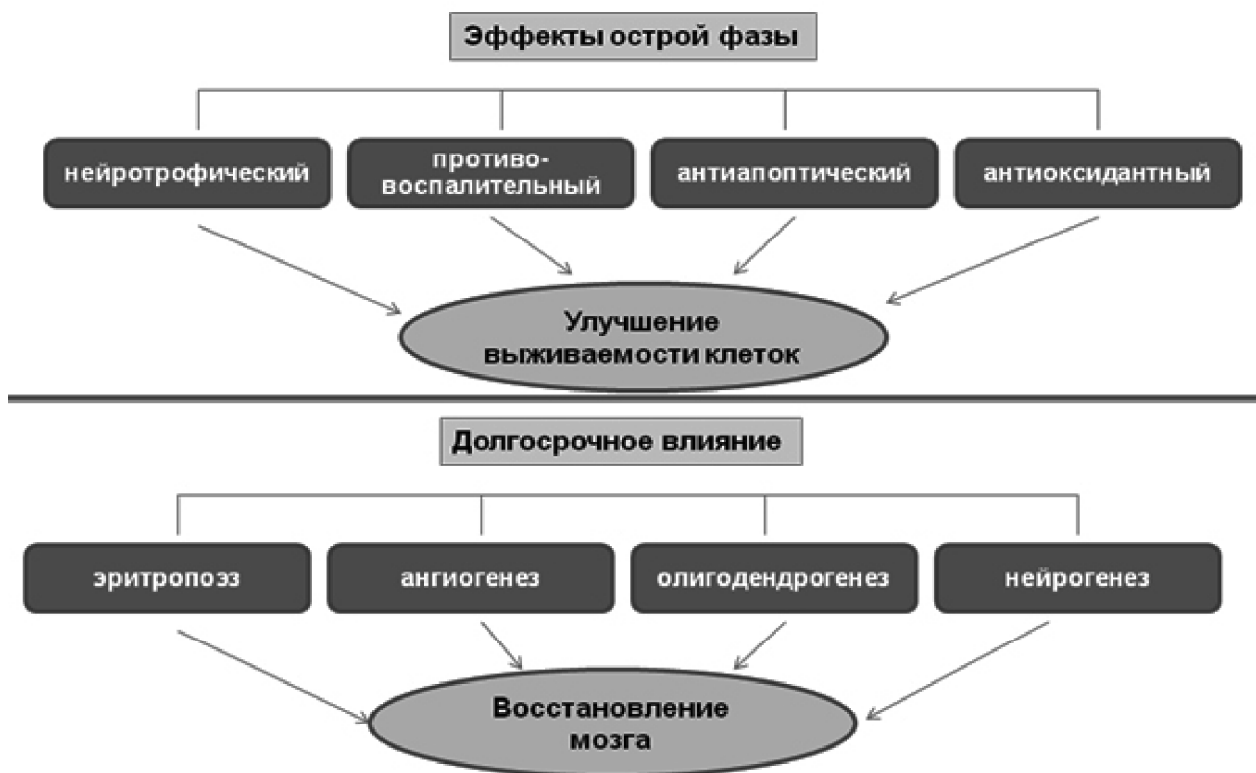 Эффекты острой фазы
нейротрофический
противо-
воспалительный
антиапоптический
антиоксидантный
Улучшение
выживаемости клеток
Долгосрочное влияние
эритропоэз
ангиогенез
олигодендрогенез
нейрогенез
Восстановление
мозга